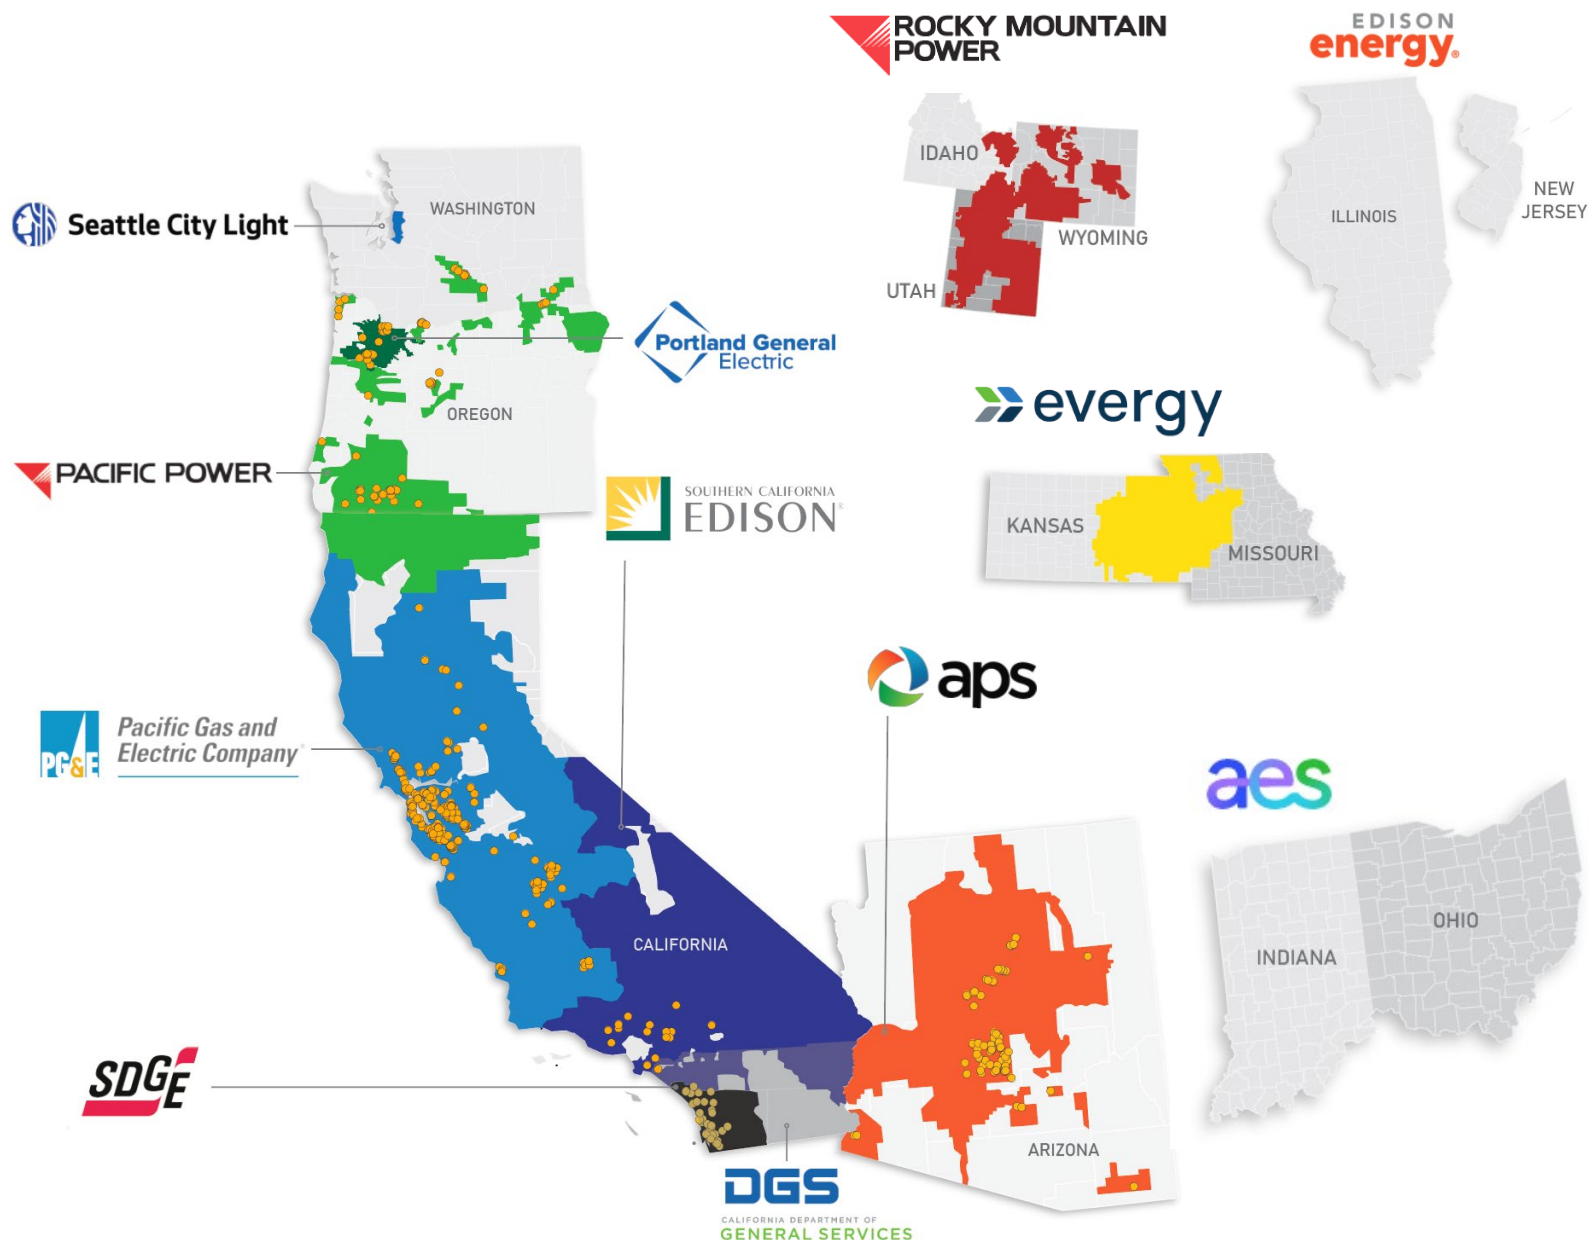 ROCKY MOUNTAIN
POWER
EDISON
energy®
IDAHO
WYOMING
UTAH
ILLINOIS
NEW
JERSEY
Seattle City Light
WASHINGTON
Portland General
Electric
OREGON
evergy
KANSAS
MISSOURI
PACIFIC POWER
SOUTHERN CALIFORNIA
EDISON®
aps
PG&E
Pacific Gas and
Electric Company®
aes
CALIFORNIA
INDIANA
OHIO
SDGE
ARIZONA
DGS
CALIFORNIA DEPARTMENT OF
GENERAL SERVICES